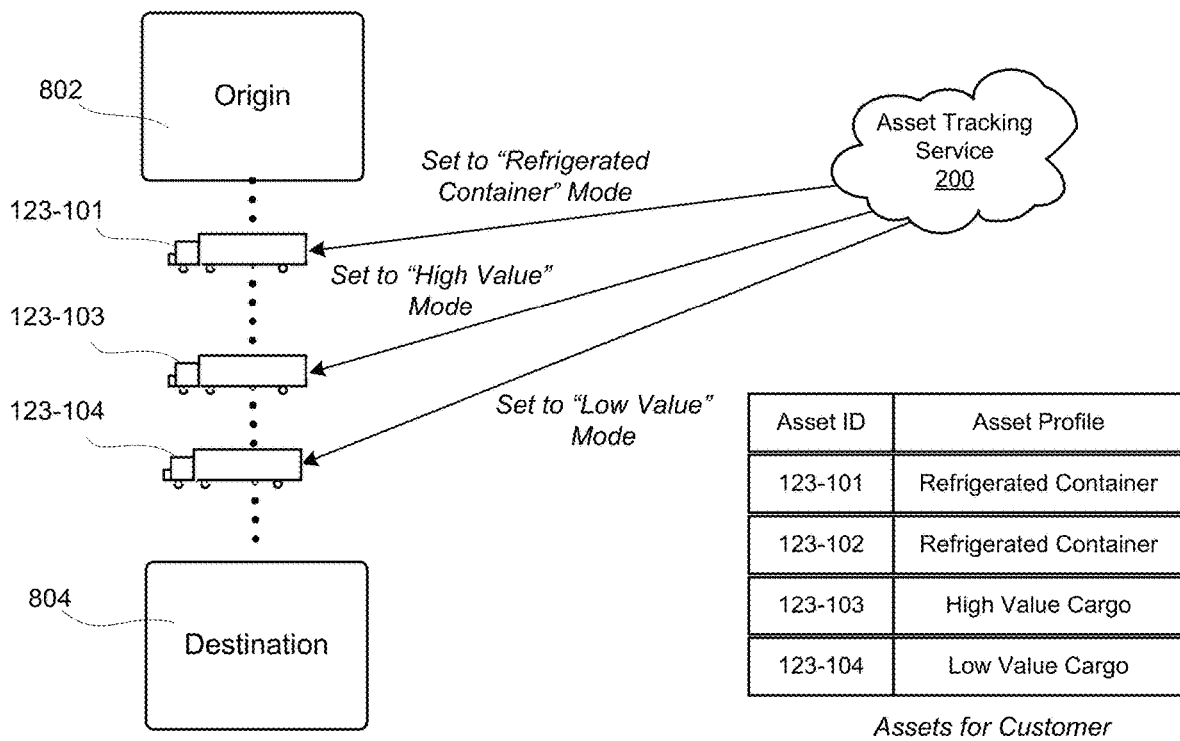 802
Origin
Asset Tracking
Service
200
Set to “Refrigerated
Container” Mode
123-101
Set to “High Value”
Mode
123-103
123-104
Set to “Low Value”
Mode
Asset ID Asset Profile
123-101 Refrigerated Container
123-102 Refrigerated Container
123-103 High Value Cargo
123-104 Low Value Cargo
Assets for Customer
804
Destination